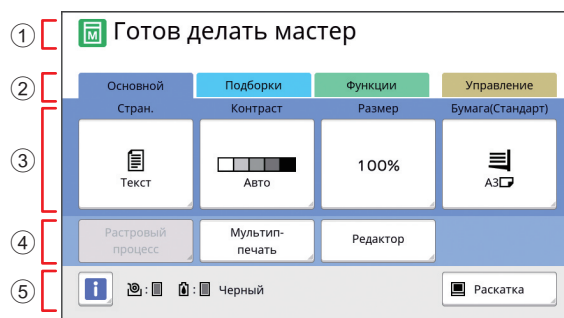 ① Готов делать мастер
② Основной Подборки Функции Управление
Стран. Контраст Размер Бумага(Стандарт)
③ Текст Авто 100% A3
④ Растровый процесс Мультип-печать Редактор
⑤ i : : Черный Раскатка